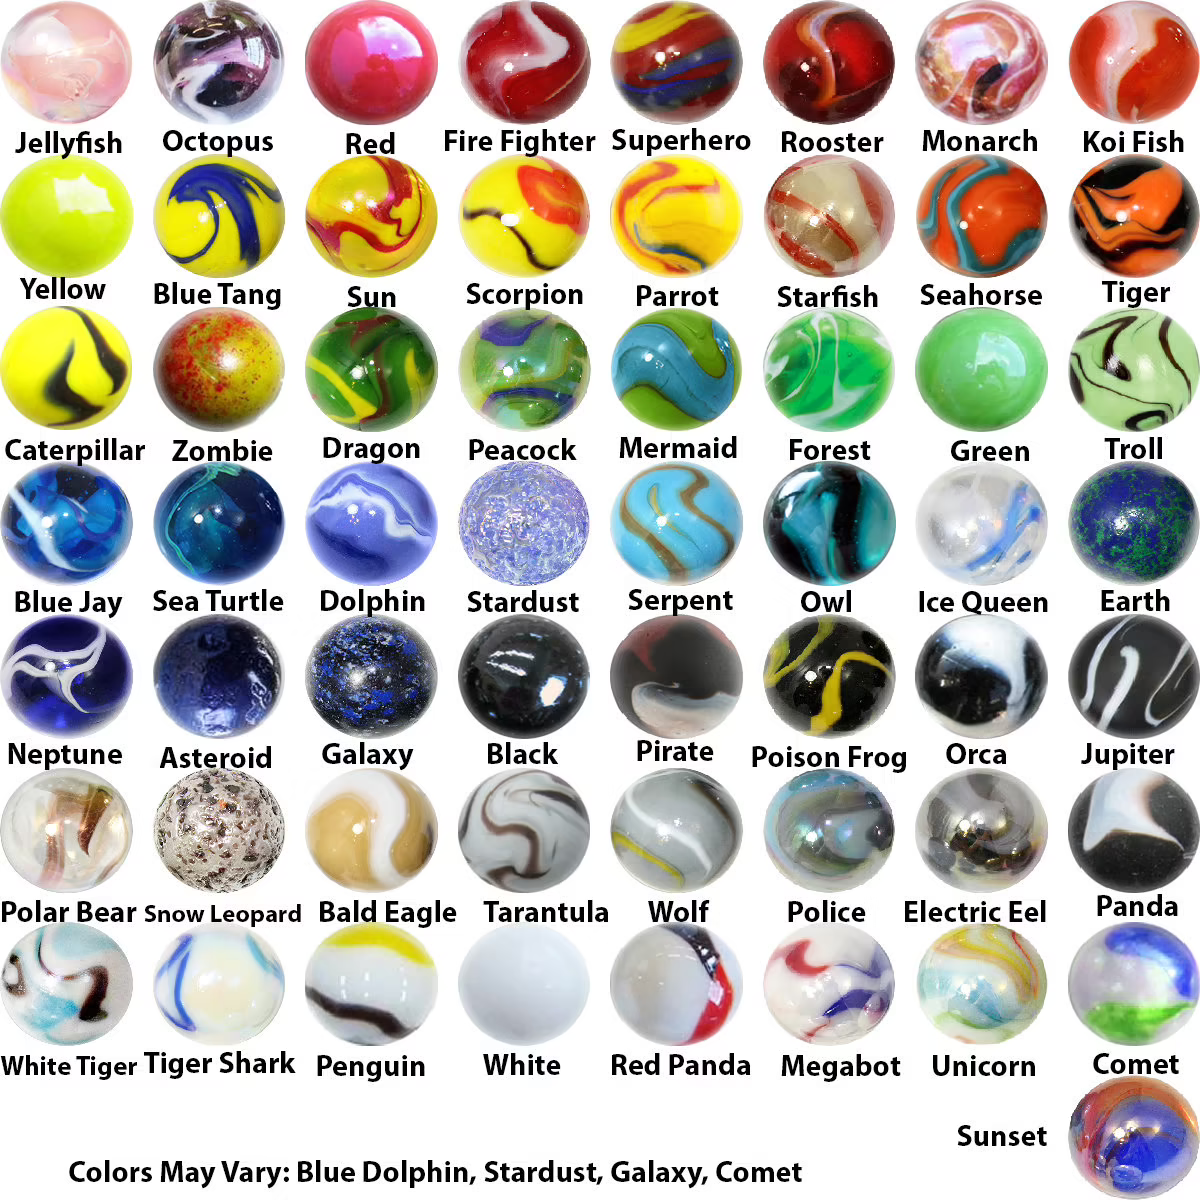 Jellyfish Octopus Red Fire Fighter Superhero Rooster Monarch Koi Fish
Yellow Blue Tang Sun Scorpion Parrot Starfish Seahorse Tiger
Caterpillar Zombie Dragon Peacock Mermaid Forest Green Troll
Blue Jay Sea Turtle Dolphin Stardust Serpent Owl Ice Queen Earth
Neptune Asteroid Galaxy Black Pirate Poison Frog Orca Jupiter
Polar Bear Snow Leopard Bald Eagle Tarantula Wolf Police Electric Eel Panda
White Tiger Tiger Shark Penguin White Red Panda Megabot Unicorn Comet
Sunset
Colors May Vary: Blue Dolphin, Stardust, Galaxy, Comet